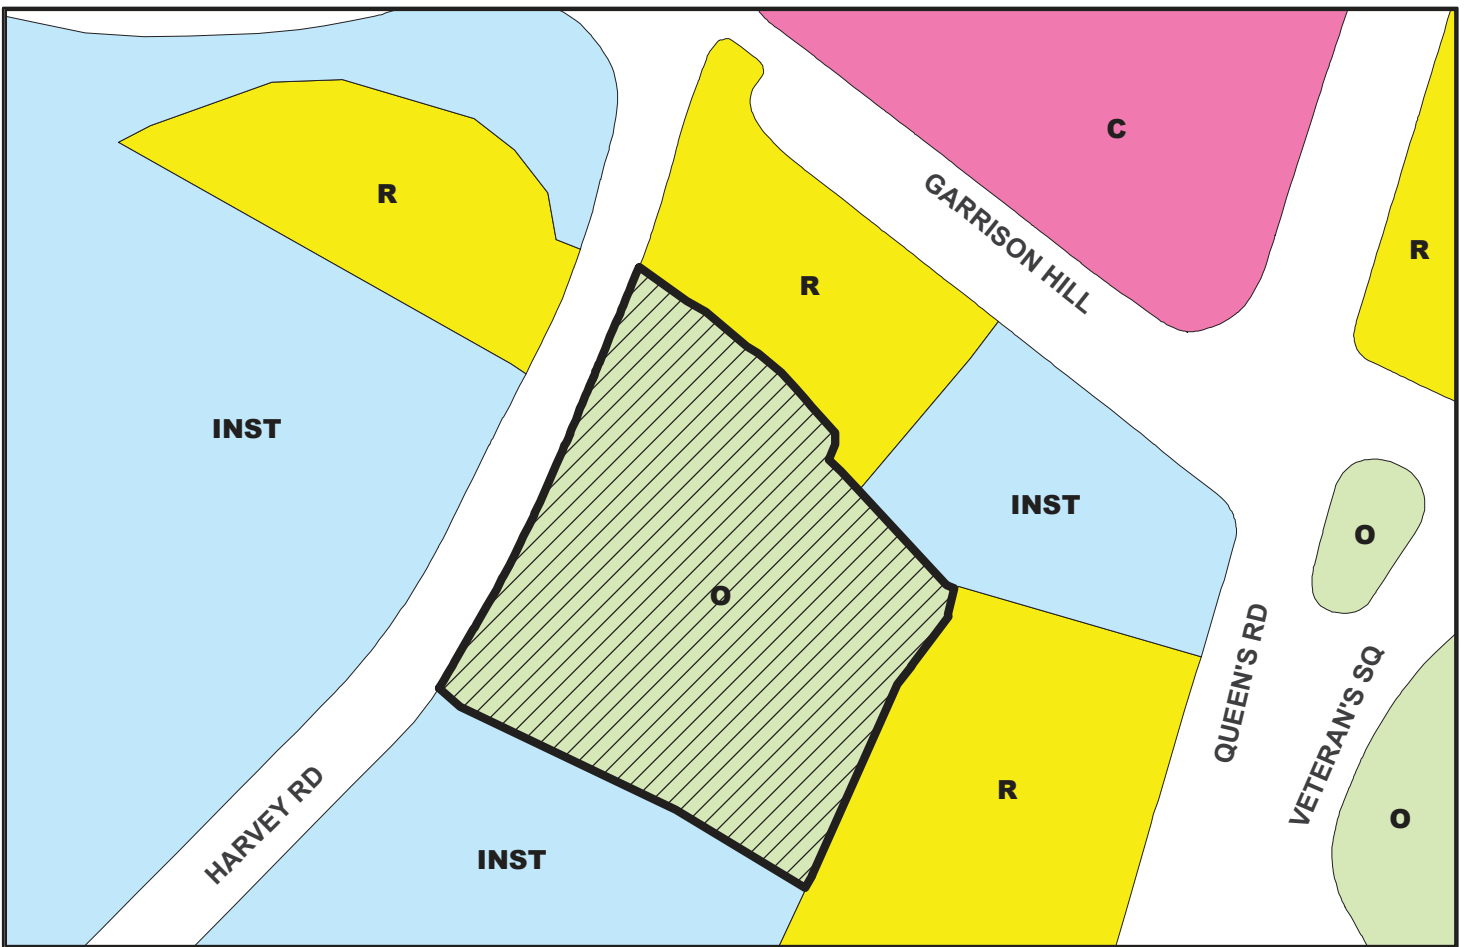 C
R
GARRISON HILL
R
R
INST
INST
O
O
QUEEN'S RD
VETERAN'S SQ
R
HARVEY RD
O
INST